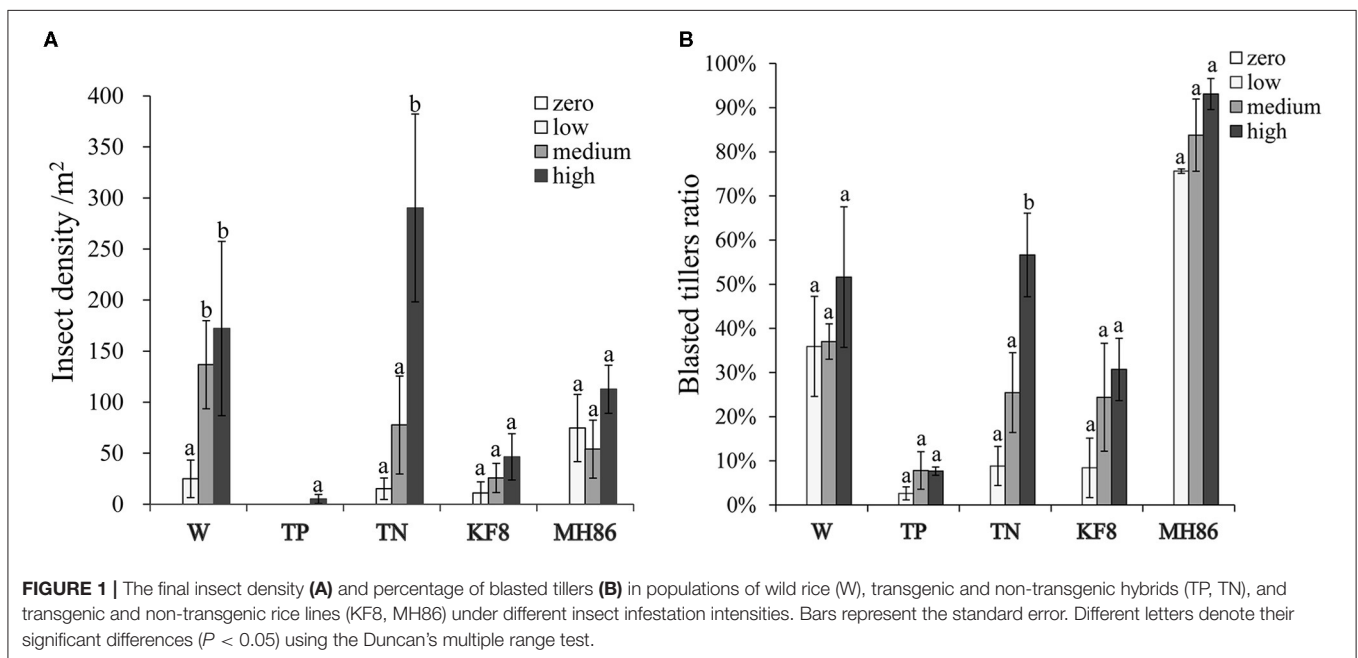 A
Insect density /m2
400
350
300
250
200
150
100
50
0
zero
low
medium
high
a
b
b
a
a
a
b
a
a
a
a
a
a
W
TP
TN
KF8
MH86
B
Blasted tillers ratio
100%
90%
80%
70%
60%
50%
40%
30%
20%
10%
0%
zero
low
medium
high
a
a
a
a
a
a
a
a
b
a
a
a
a
a
a
W
TP
TN
KF8
MH86
FIGURE 1 | The final insect density (A) and percentage of blasted tillers (B) in populations of wild rice (W), transgenic and non-transgenic hybrids (TP, TN), and
transgenic and non-transgenic rice lines (KF8, MH86) under different insect infestation intensities. Bars represent the standard error. Different letters denote their
significant differences (P < 0.05) using the Duncan's multiple range test.